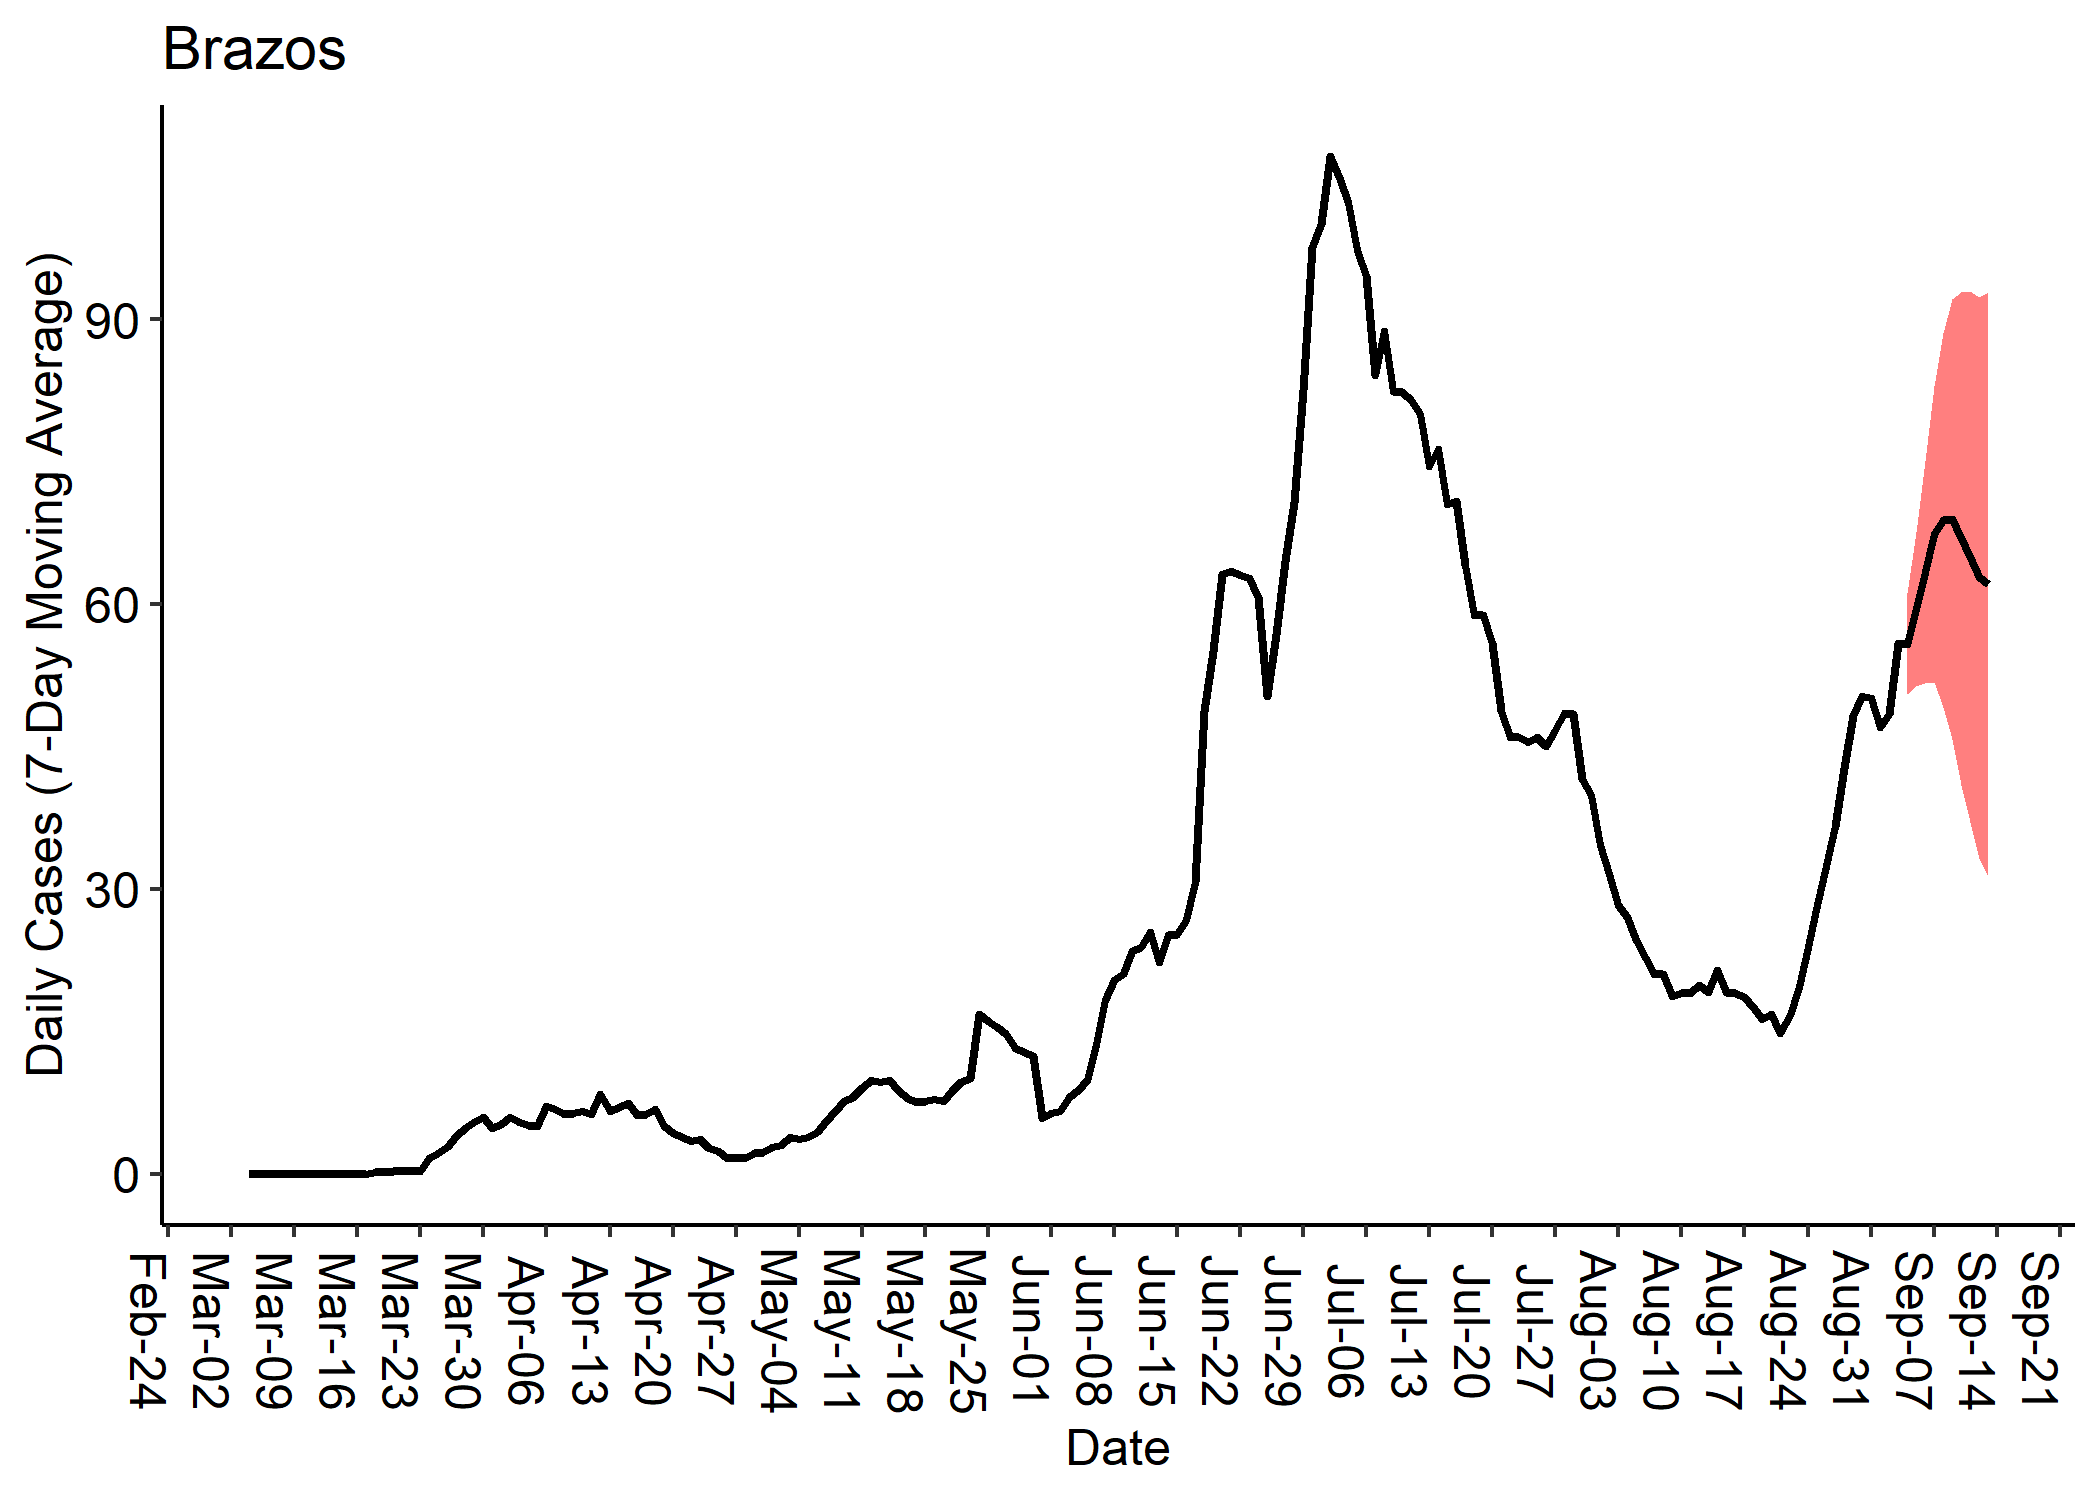 Brazos
Daily Cases (7-Day Moving Average)
90
60
30
0
Feb-24
Mar-02
Mar-09
Mar-16
Mar-23
Mar-30
Apr-06
Apr-13
Apr-20
Apr-27
May-04
May-11
May-18
May-25
Jun-01
Jun-08
Jun-15
Jun-22
Jun-29
Jul-06
Jul-13
Jul-20
Jul-27
Aug-03
Aug-10
Aug-17
Aug-24
Aug-31
Sep-07
Sep-14
Sep-21
Date